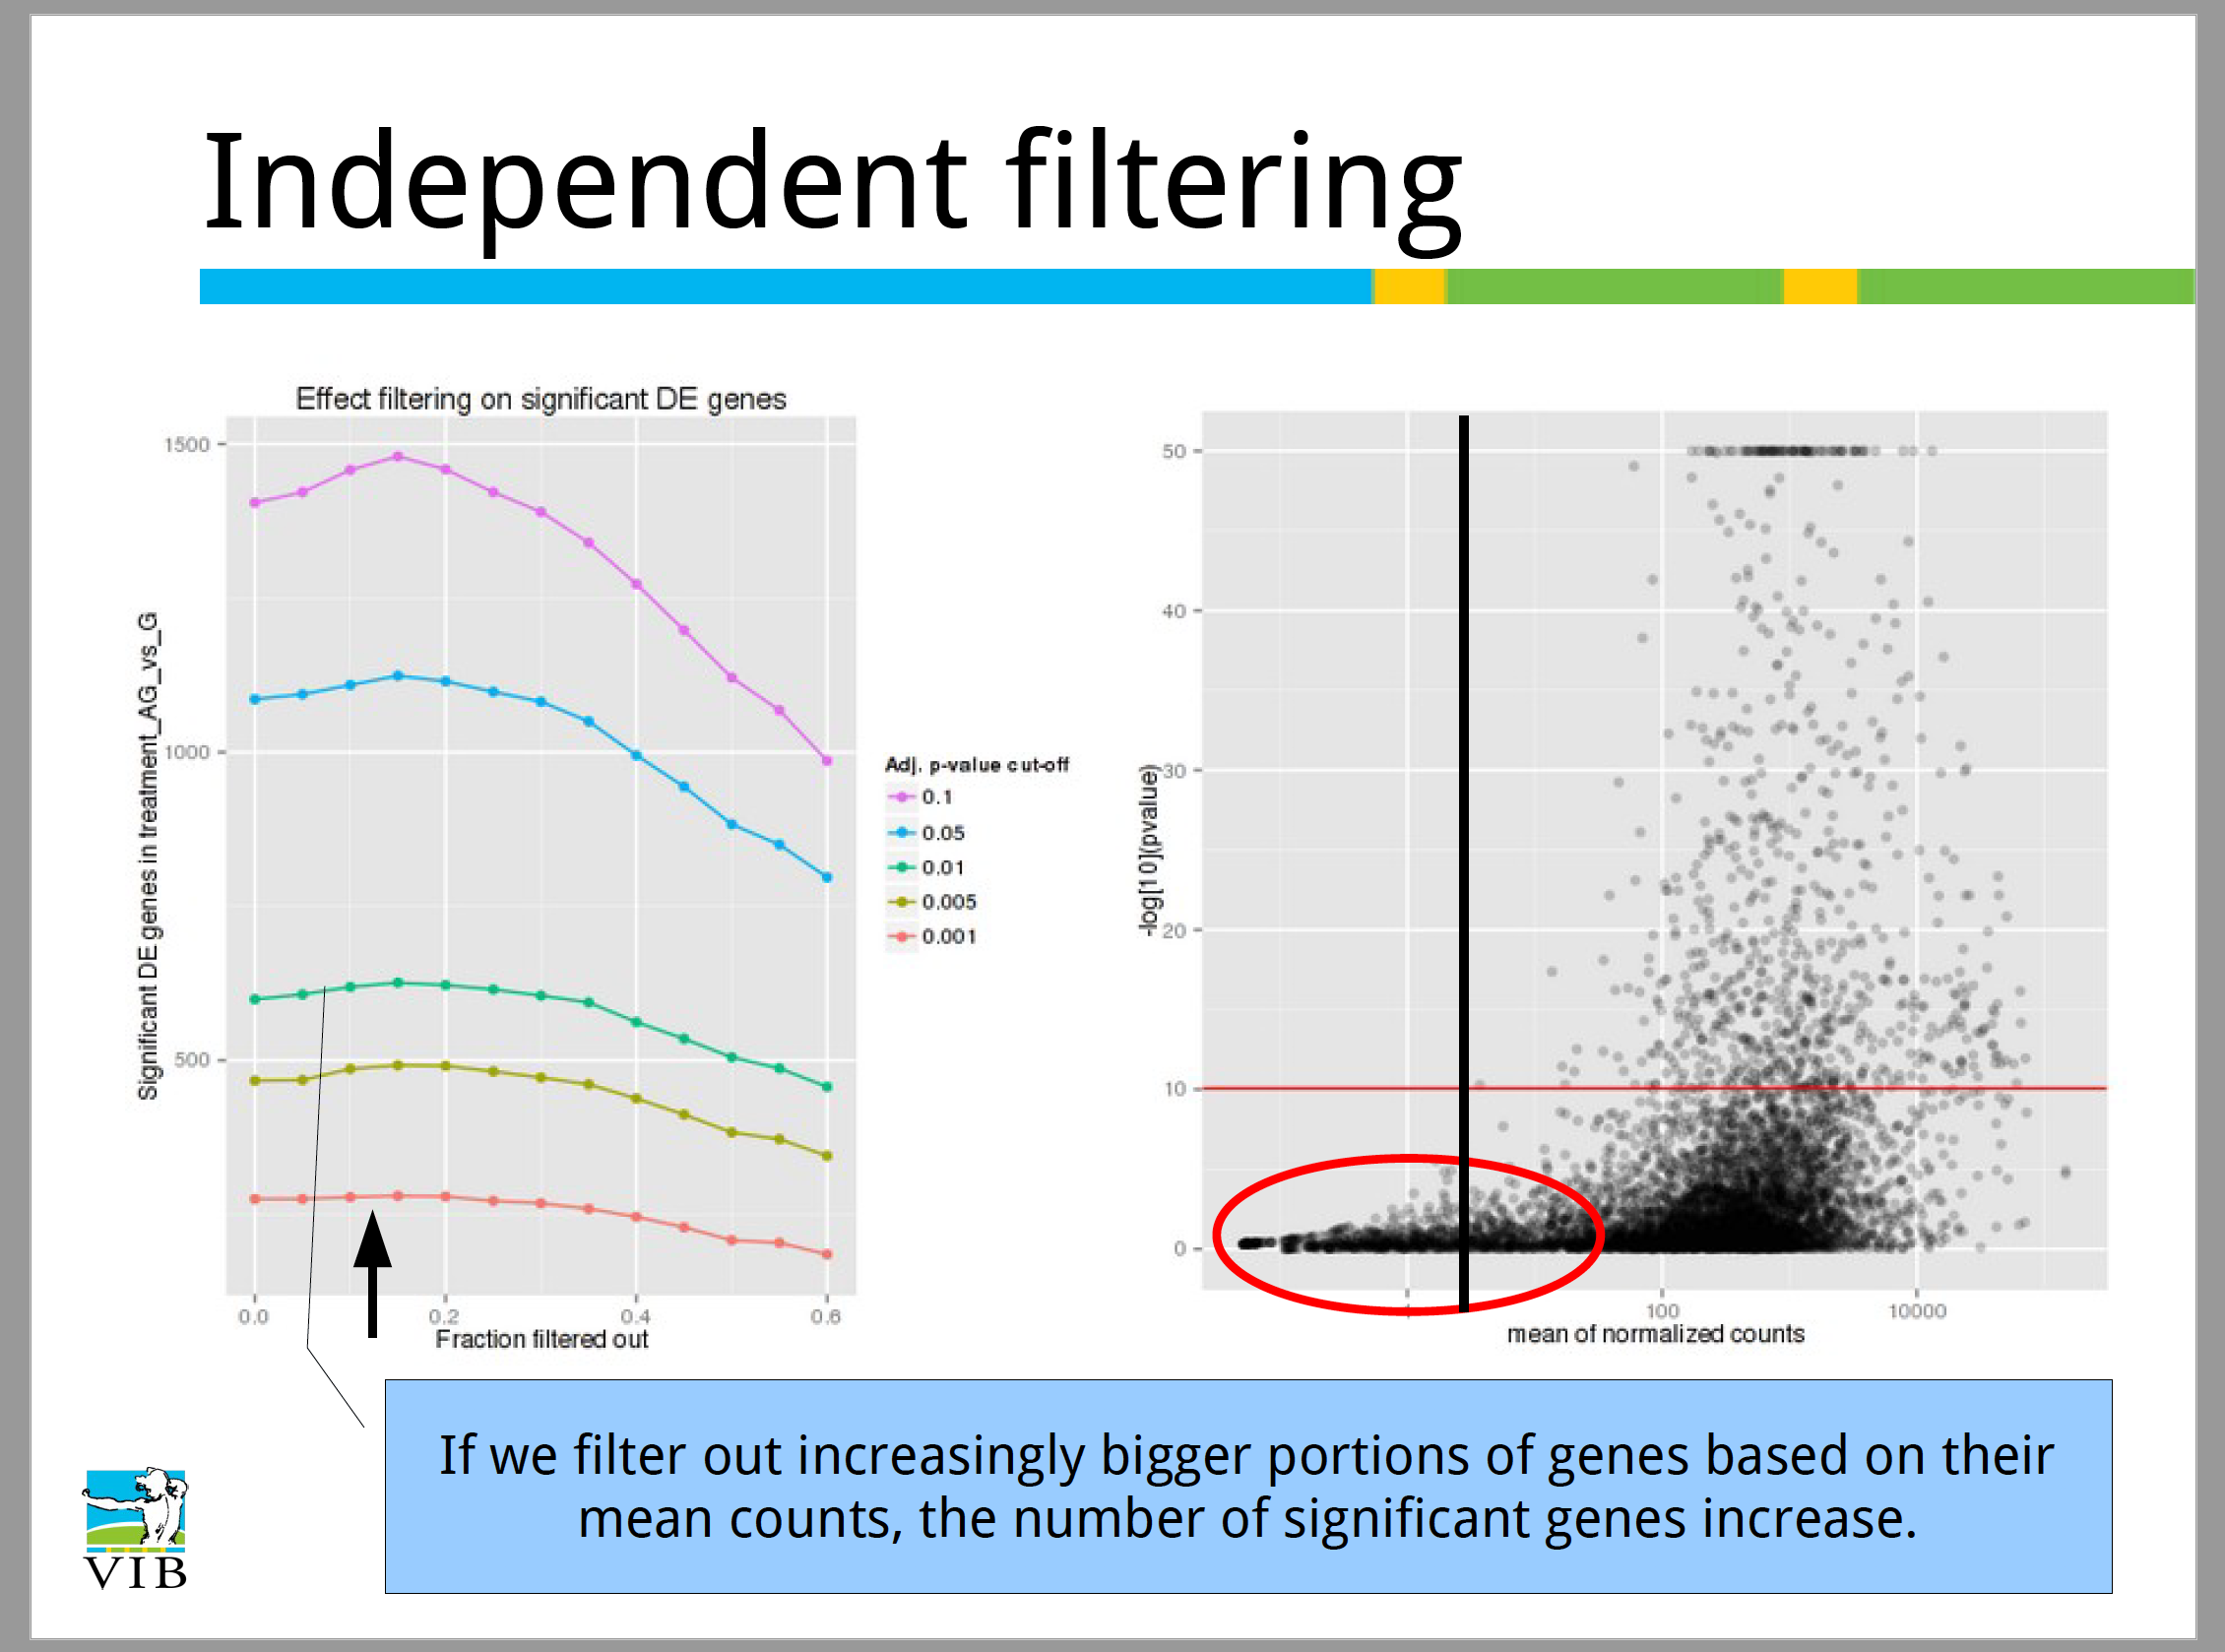 Independent filtering
Effect filtering on significant DE genes
Significant DE genes in treatment_AG_vs_G
1500
1000
500
0.0
0.2
0.4
0.6
Fraction filtered out
Adj. p-value cut-off
0.1
0.05
0.01
0.005
0.001
-log[10](pvalue)
50
40
30
20
10
0
100
10000
mean of normalized counts
If we filter out increasingly bigger portions of genes based on their
mean counts, the number of significant genes increase.
VIB